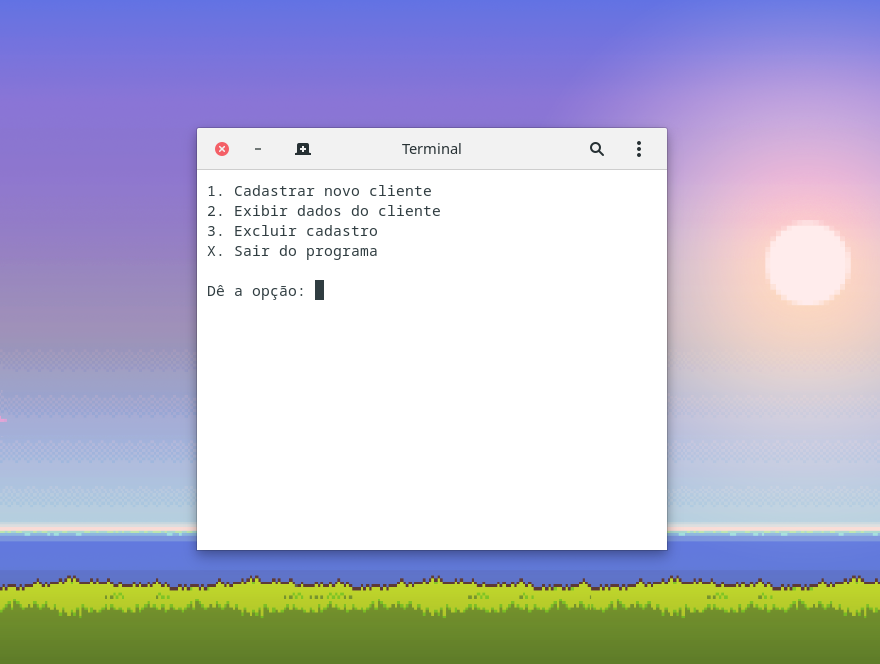 Terminal
1. Cadastrar novo cliente
2. Exibir dados do cliente
3. Excluir cadastro
X. Sair do programa
Dê a opção: